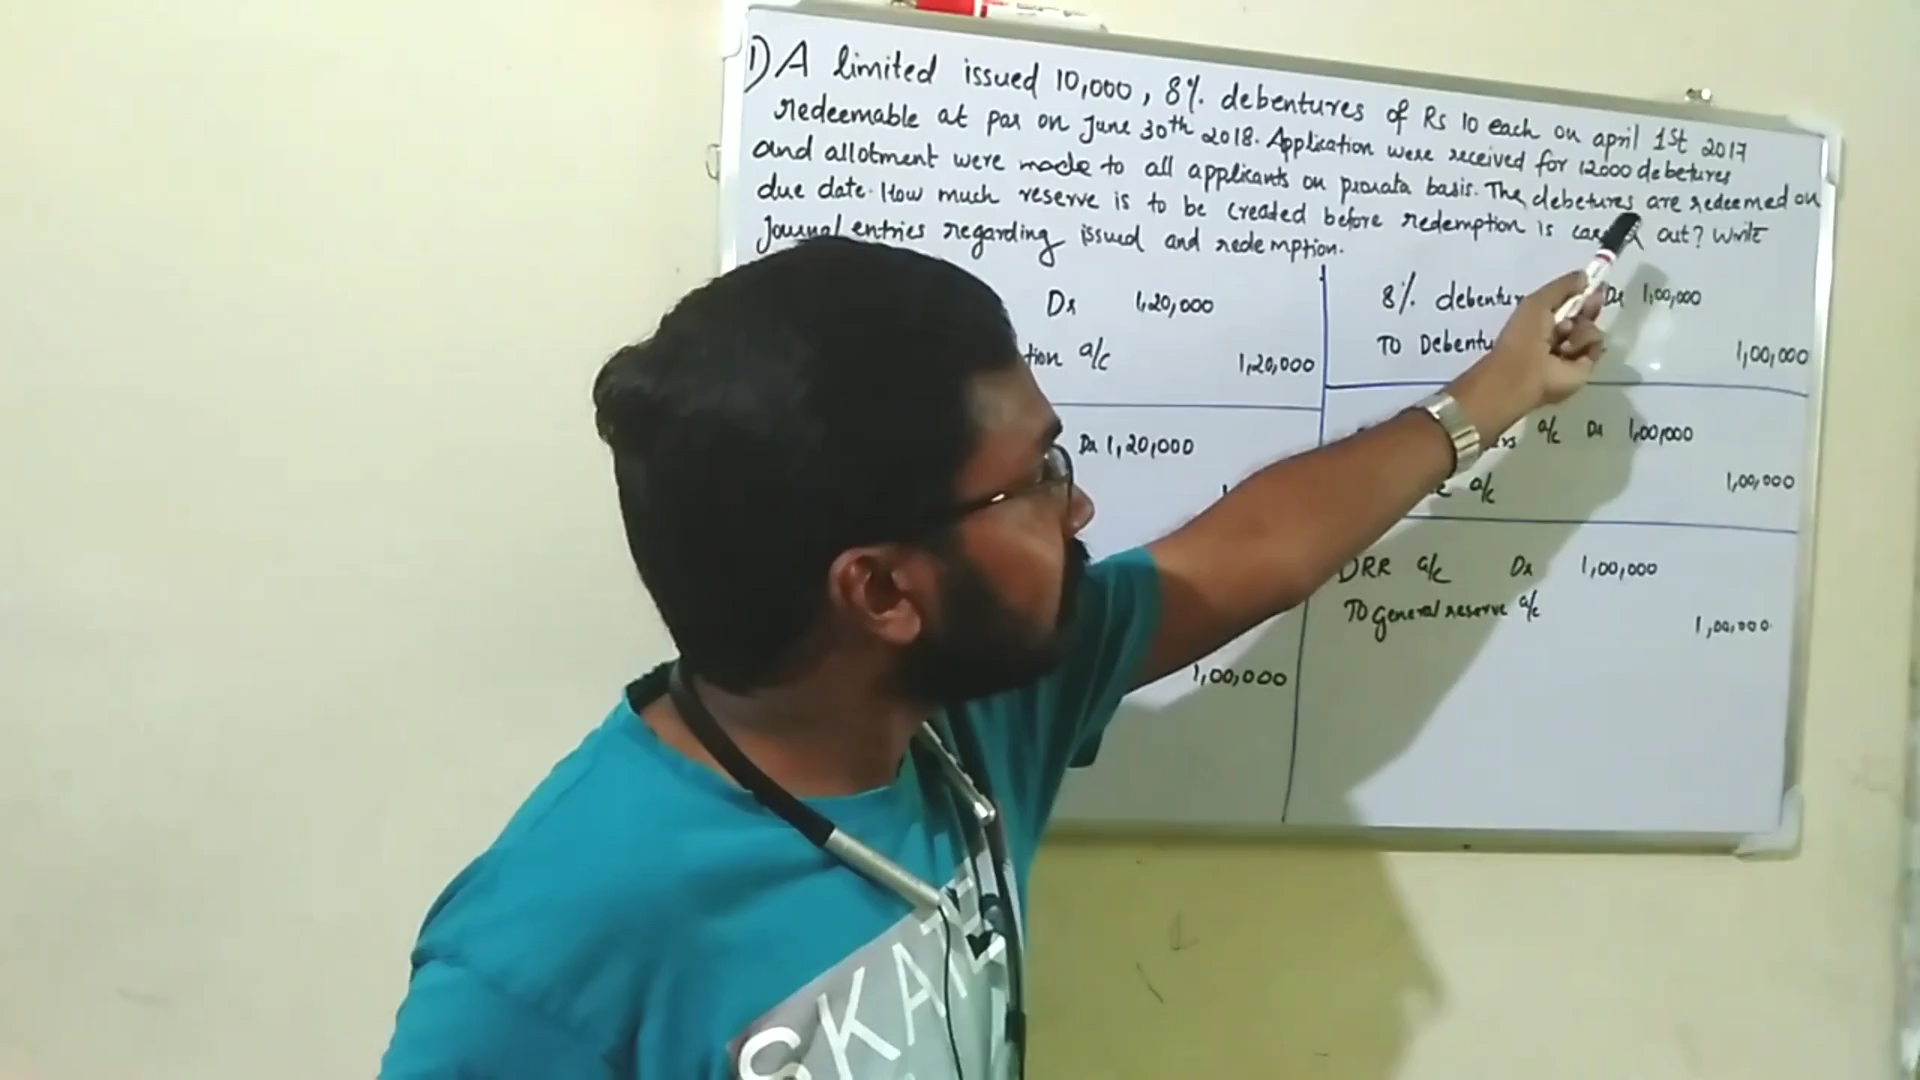 1) A limited issued 10,000, 8% debentures of Rs 10 each on april 1st 2017
redeemable at par on June 30th 2018. Application were received for 12000 debetures
and allotment were made to all applicants on prorata basis. The debetures are redeemed on
due date. How much reserve is to be created before redemption is out? Write
Journal entries regarding issued and redemption.
Dr 1,20,000
a/c 1,20,000
Dr 1,20,000
1,00,000
8% Dr 1,00,000
TO 1,00,000
a/c Dr 1,00,000
a/c 1,00,000
DRR a/c Dr 1,00,000
TO general reserve a/c
1,00,000
SKATE